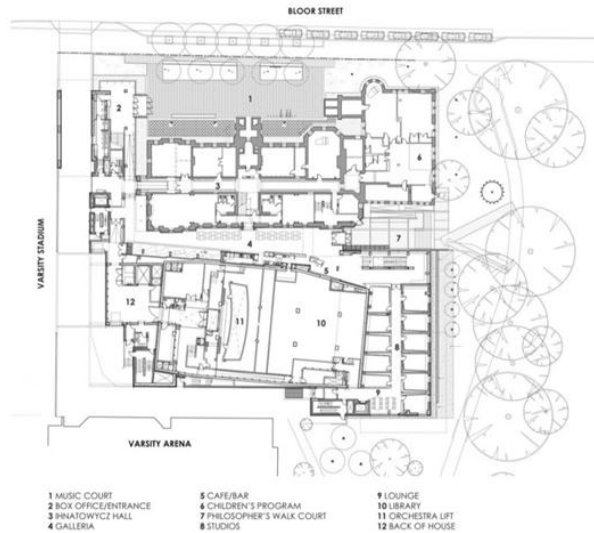 BLOOR STREET
1
2
6
3
VARSITY STADIUM
4
7
5
12
11
10
8
9
VARSITY ARENA
1 MUSIC COURT
2 BOX OFFICE/ENTRANCE
3 IHNATOWYCZ HALL
4 GALLERIA
5 CAFE/BAR
6 CHILDREN'S PROGRAM
7 PHILOSOPHER'S WALK COURT
8 STUDIOS
9 LOUNGE
10 LIBRARY
11 ORCHESTRA LIFT
12 BACK OF HOUSE